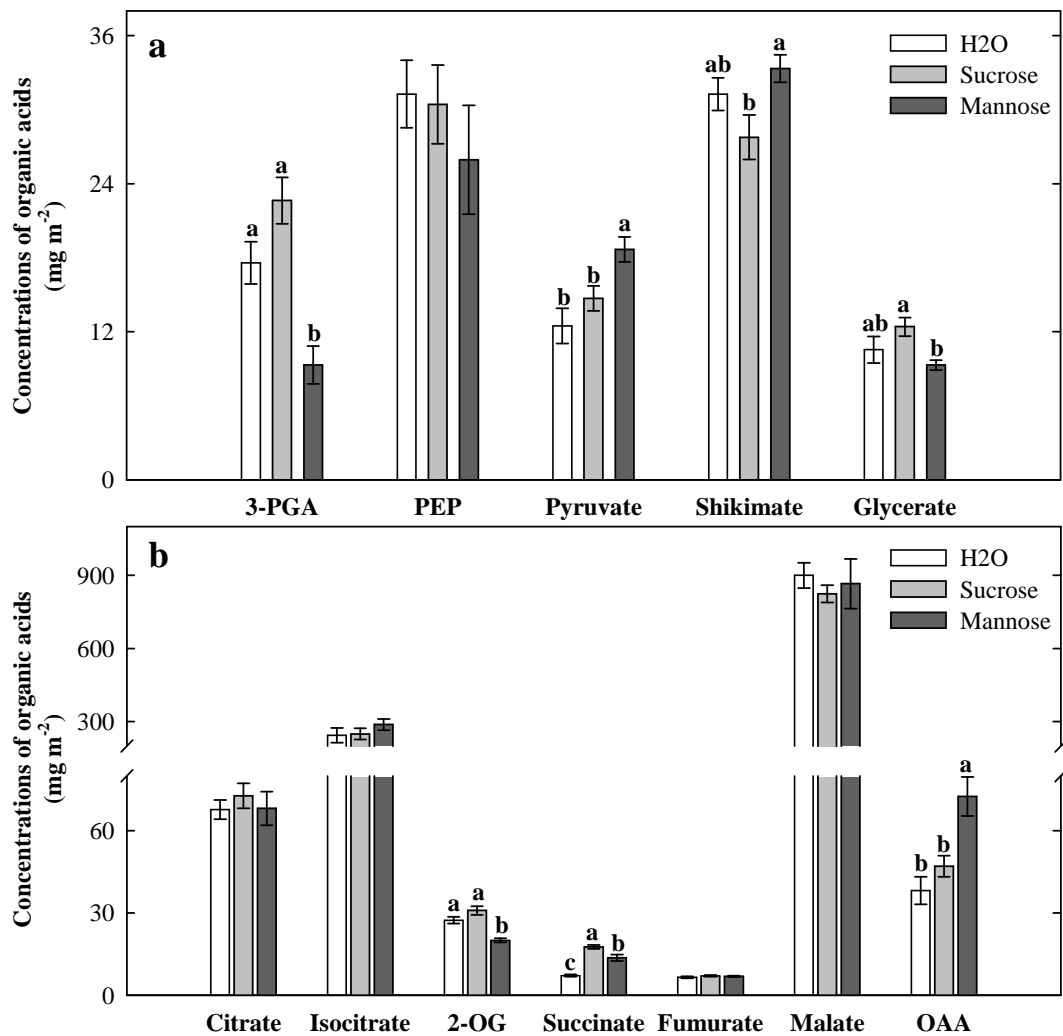 a
H2O
Sucrose
Mannose
Concentrations of organic acids
(mg m-2)
36
24
12
0
a
a
b
b
b
a
ab
b
a
ab
a
b
3-PGA
PEP
Pyruvate
Shikimate
Glycerate
b
H2O
Sucrose
Mannose
Concentrations of organic acids
(mg m-2)
900
600
300
60
30
0
a
a
b
c
a
b
b
b
a
Citrate
Isocitrate
2-OG
Succinate
Fumurate
Malate
OAA